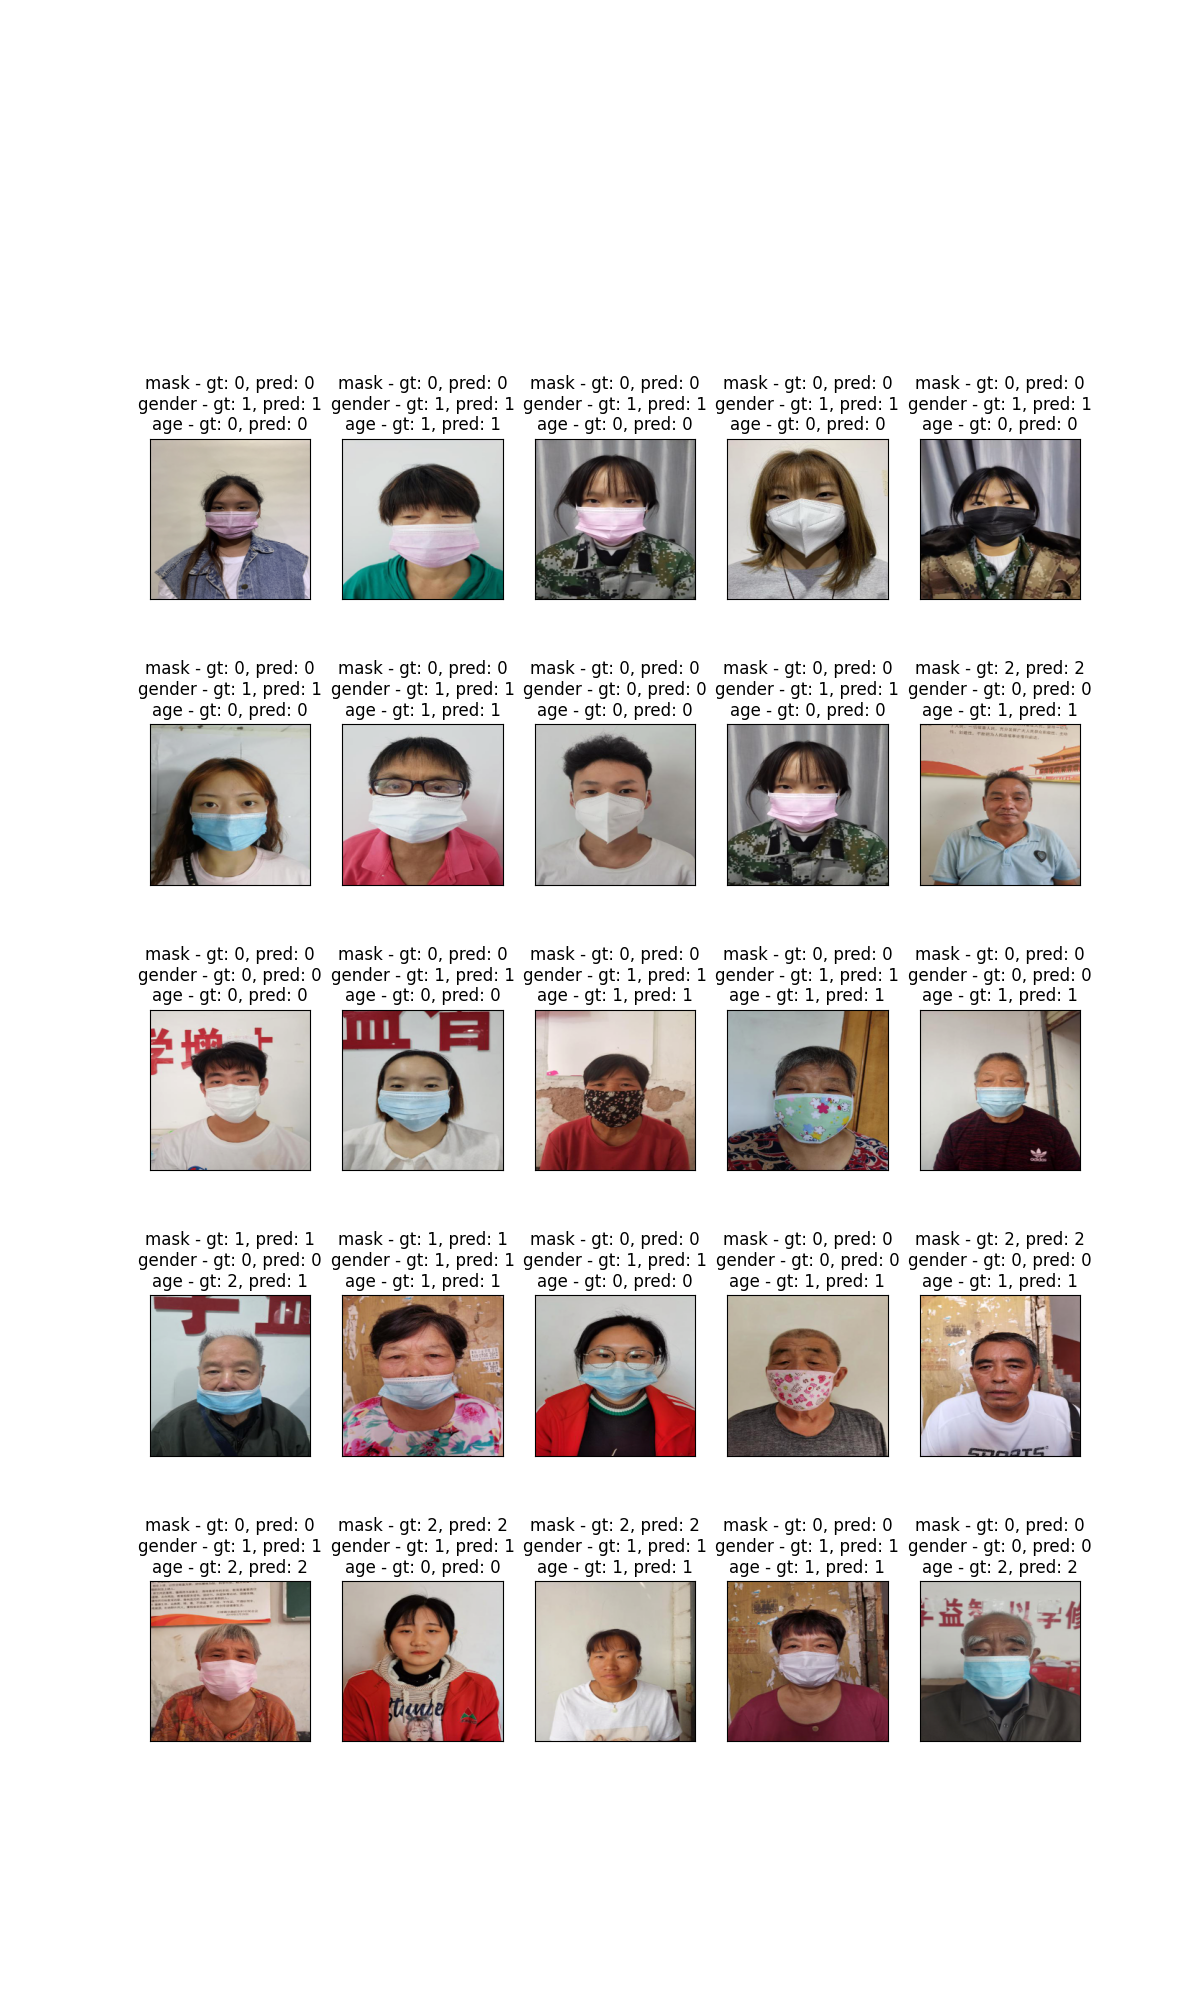 mask - gt: 0, pred: 0
gender - gt: 1, pred: 1
age - gt: 0, pred: 0
mask - gt: 0, pred: 0
gender - gt: 1, pred: 1
age - gt: 1, pred: 1
mask - gt: 0, pred: 0
gender - gt: 1, pred: 1
age - gt: 0, pred: 0
mask - gt: 0, pred: 0
gender - gt: 1, pred: 1
age - gt: 0, pred: 0
mask - gt: 0, pred: 0
gender - gt: 1, pred: 1
age - gt: 0, pred: 0
mask - gt: 0, pred: 0
gender - gt: 1, pred: 1
age - gt: 0, pred: 0
mask - gt: 0, pred: 0
gender - gt: 1, pred: 1
age - gt: 1, pred: 1
mask - gt: 0, pred: 0
gender - gt: 0, pred: 0
age - gt: 0, pred: 0
mask - gt: 0, pred: 0
gender - gt: 1, pred: 1
age - gt: 0, pred: 0
mask - gt: 2, pred: 2
gender - gt: 0, pred: 0
age - gt: 1, pred: 1
mask - gt: 0, pred: 0
gender - gt: 0, pred: 0
age - gt: 0, pred: 0
学增
mask - gt: 0, pred: 0
gender - gt: 1, pred: 1
age - gt: 0, pred: 0
mask - gt: 0, pred: 0
gender - gt: 1, pred: 1
age - gt: 1, pred: 1
mask - gt: 0, pred: 0
gender - gt: 1, pred: 1
age - gt: 1, pred: 1
mask - gt: 0, pred: 0
gender - gt: 0, pred: 0
age - gt: 1, pred: 1
adidas
mask - gt: 1, pred: 1
gender - gt: 0, pred: 0
age - gt: 2, pred: 1
mask - gt: 1, pred: 1
gender - gt: 1, pred: 1
age - gt: 1, pred: 1
mask - gt: 0, pred: 0
gender - gt: 1, pred: 1
age - gt: 0, pred: 0
mask - gt: 0, pred: 0
gender - gt: 0, pred: 0
age - gt: 1, pred: 1
mask - gt: 2, pred: 2
gender - gt: 0, pred: 0
age - gt: 1, pred: 1
SPORTS
mask - gt: 0, pred: 0
gender - gt: 1, pred: 1
age - gt: 2, pred: 2
mask - gt: 2, pred: 2
gender - gt: 1, pred: 1
age - gt: 0, pred: 0
mask - gt: 2, pred: 2
gender - gt: 1, pred: 1
age - gt: 1, pred: 1
mask - gt: 0, pred: 0
gender - gt: 1, pred: 1
age - gt: 1, pred: 1
mask - gt: 0, pred: 0
gender - gt: 0, pred: 0
age - gt: 2, pred: 2
学益智 以学修